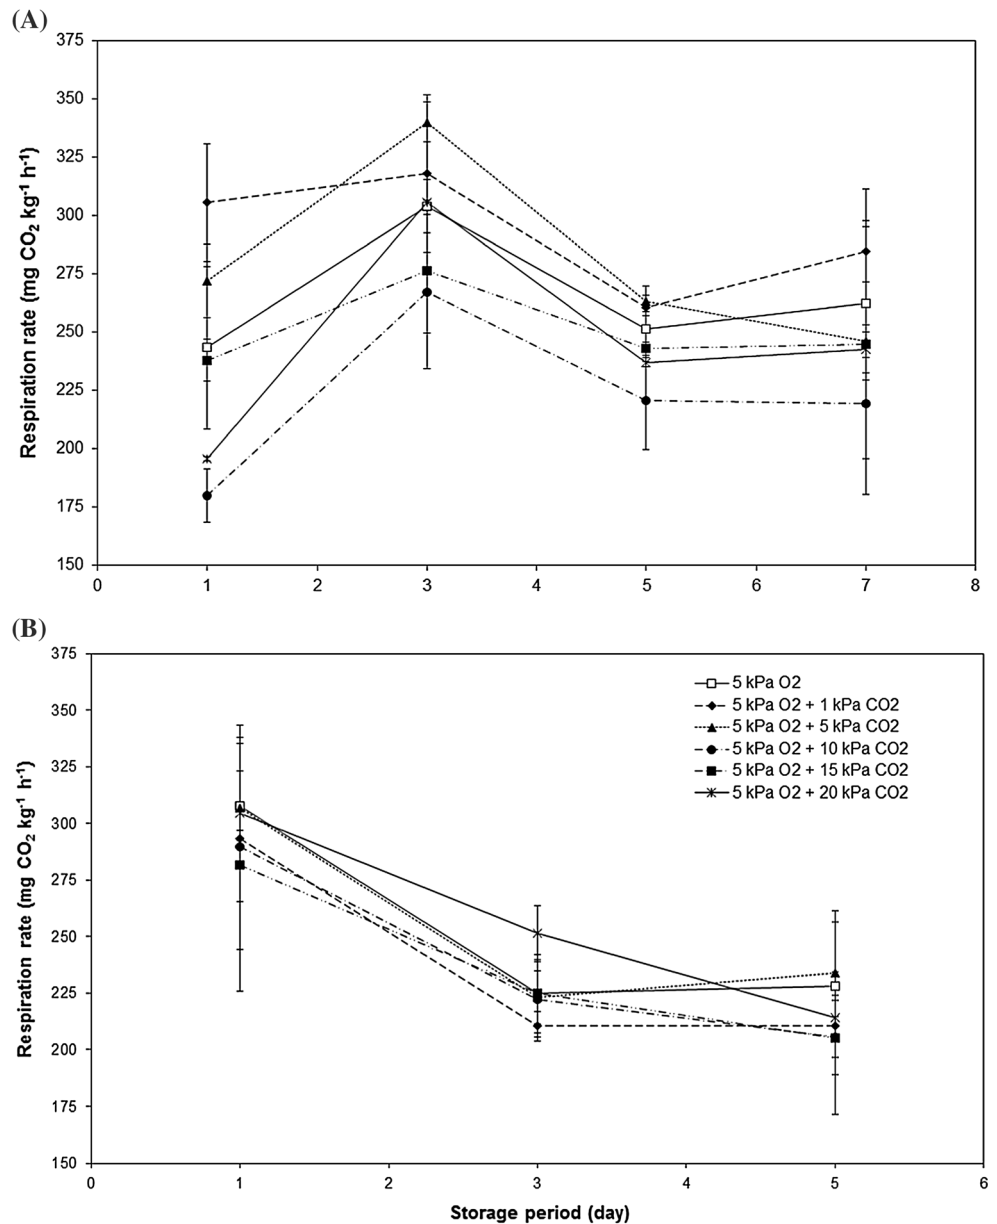 (A)
375
350
325
300
275
250
225
200
175
150
Respiration rate (mg CO2 kg-1 h-1)
0 1 2 3 4 5 6 7 8
(B)
375
350
325
300
275
250
225
200
175
150
Respiration rate (mg CO2 kg-1 h-1)
5 kPa O2
5 kPa O2 + 1 kPa CO2
5 kPa O2 + 5 kPa CO2
5 kPa O2 + 10 kPa CO2
5 kPa O2 + 15 kPa CO2
5 kPa O2 + 20 kPa CO2
0 1 2 3 4 5 6
Storage period (day)